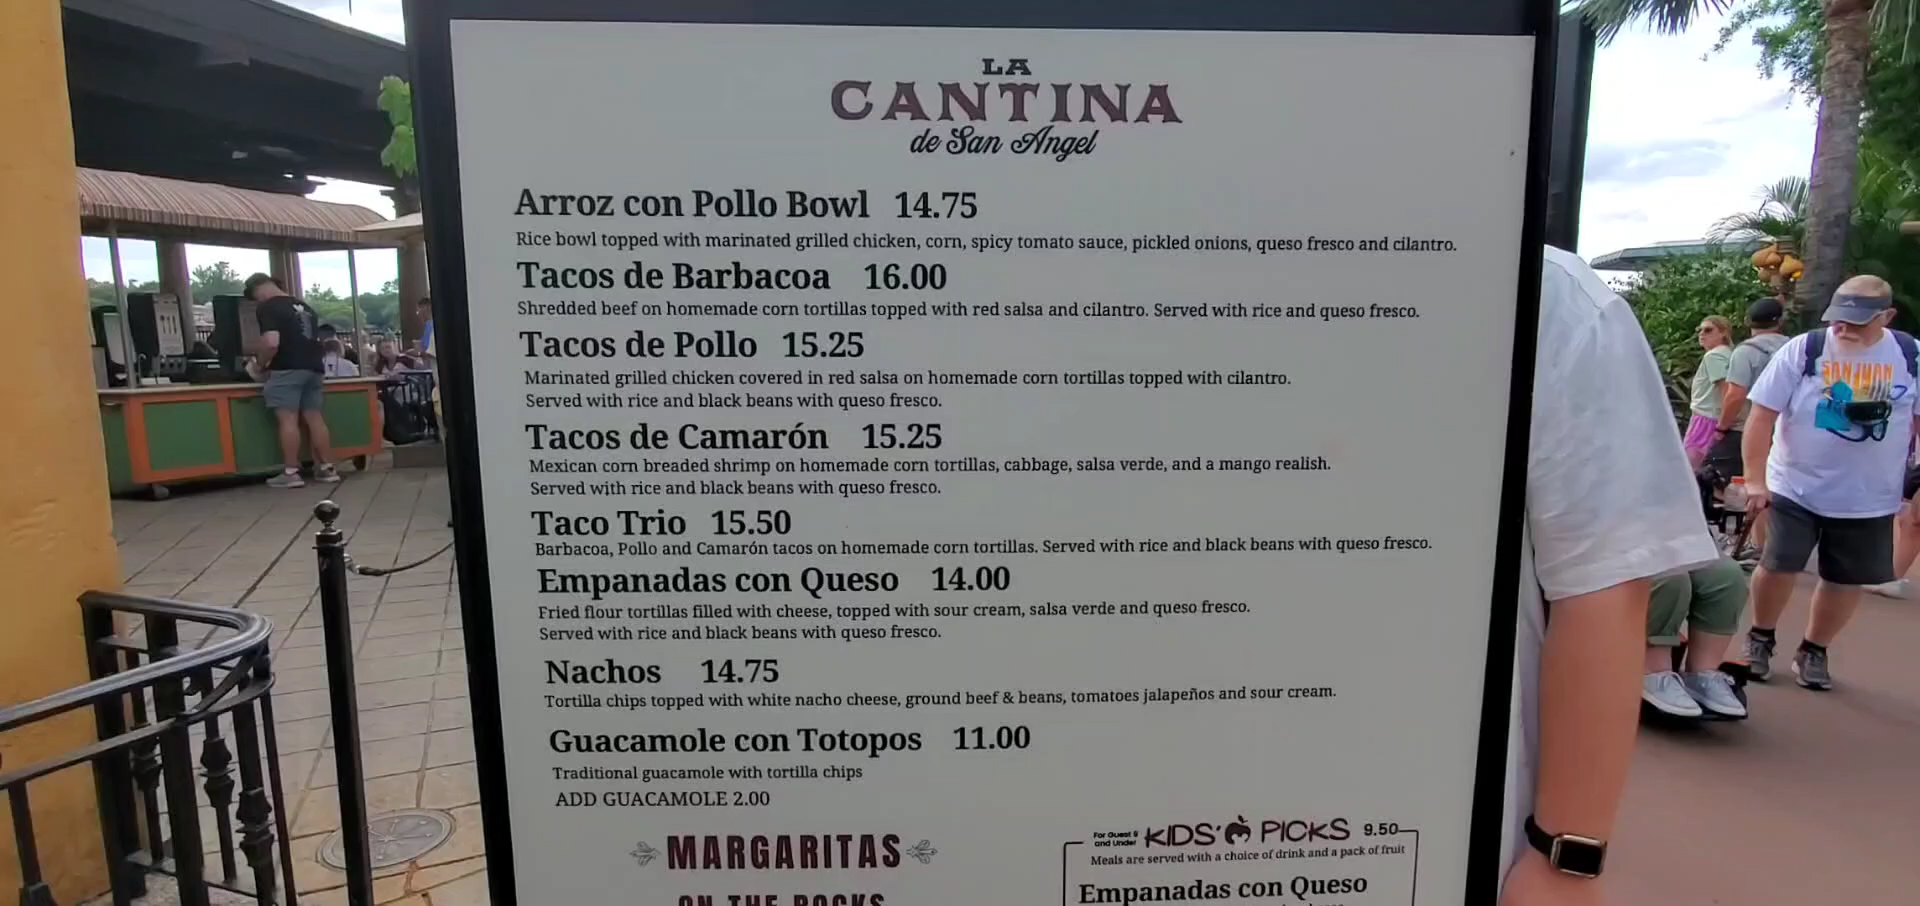 LA
CANTINA
de San Angel
Arroz con Pollo Bowl 14.75
Rice bowl topped with marinated grilled chicken, corn, spicy tomato sauce, pickled onions, queso fresco and cilantro.
Tacos de Barbacoa 16.00
Shredded beef on homemade corn tortillas topped with red salsa and cilantro. Served with rice and queso fresco.
Tacos de Pollo 15.25
Marinated grilled chicken covered in red salsa on homemade corn tortillas topped with cilantro.
Served with rice and black beans with queso fresco.
Tacos de Camarón 15.25
Mexican corn breaded shrimp on homemade corn tortillas, cabbage, salsa verde, and a mango realish.
Served with rice and black beans with queso fresco.
Taco Trio 15.50
Barbacoa, Pollo and Camarón tacos on homemade corn tortillas. Served with rice and black beans with queso fresco.
Empanadas con Queso 14.00
Fried flour tortillas filled with cheese, topped with sour cream, salsa verde and queso fresco.
Served with rice and black beans with queso fresco.
Nachos 14.75
Tortilla chips topped with white nacho cheese, ground beef & beans, tomatoes jalapeños and sour cream.
Guacamole con Totopos 11.00
Traditional guacamole with tortilla chips
ADD GUACAMOLE 2.00
MARGARITAS
ON THE ROCKS
For Guest 9
and Under
KIDS' PICKS 9.50
Meals are served with a choice of drink and a pack of fruit
Empanadas con Queso
SAN JUAN